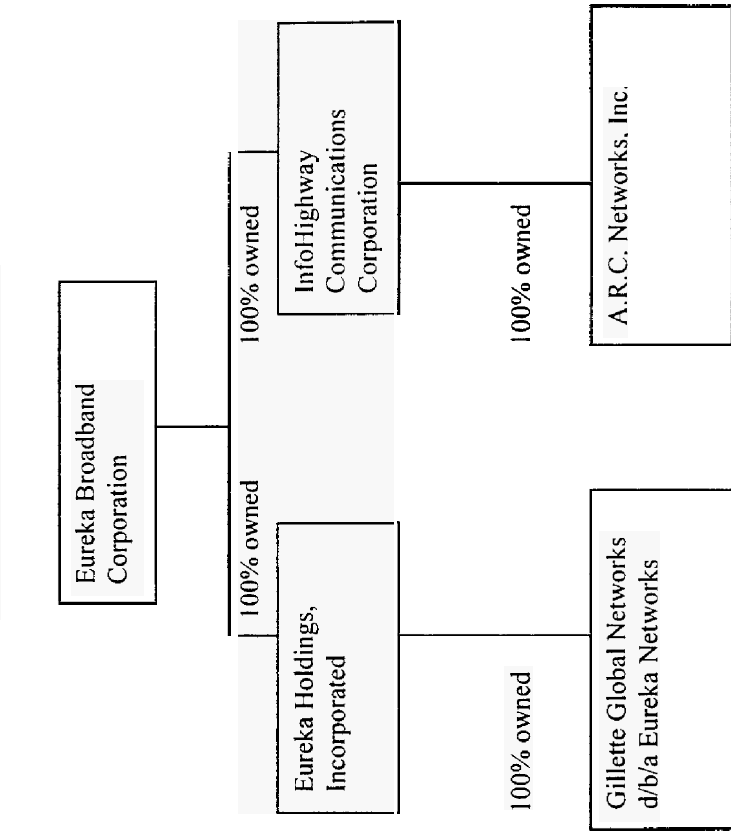 Eureka Broadband
Corporation
100% owned
100% owned
Eureka Holdings,
Incorporated
InfoHighway
Communications
Corporation
100% owned
100% owned
Gillette Global Networks
d/b/a Eureka Networks
A.R.C. Networks, Inc.